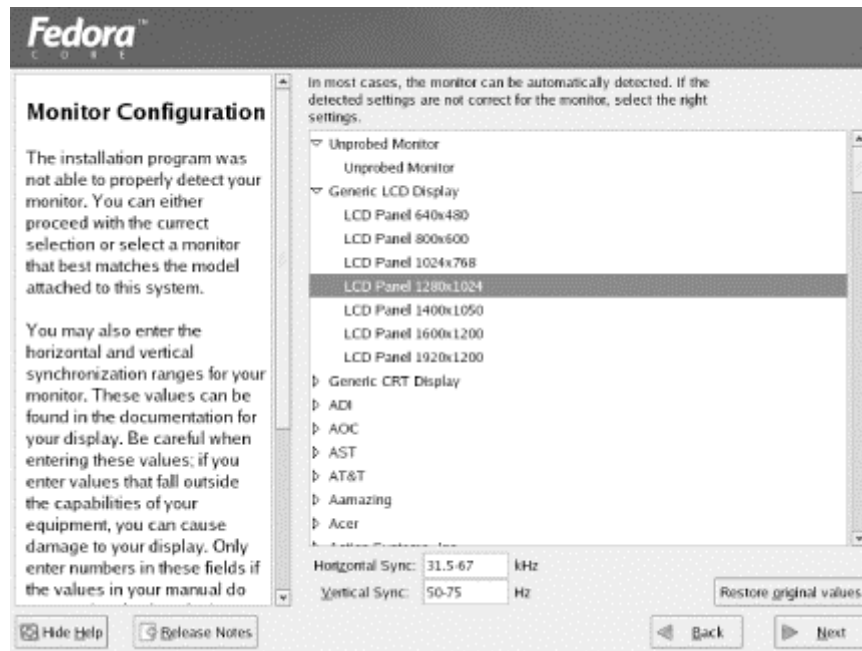 Fedora™
CORE
Monitor Configuration
The installation program was
not able to properly detect your
monitor. You can either
proceed with the currect
selection or select a monitor
that best matches the model
attached to this system.
You may also enter the
horizontal and vertical
synchronization ranges for your
monitor. These values can be
found in the documentation for
your display. Be careful when
entering these values; if you
enter values that fall outside
the capabilities of your
equipment, you can cause
damage to your display. Only
enter numbers in these fields if
the values in your manual do
In most cases, the monitor can be automatically detected. If the
detected settings are not correct for the monitor, select the right
settings.
Unprobed Monitor
Unprobed Monitor
Generic LCD Display
LCD Panel 640x480
LCD Panel 800x600
LCD Panel 1024x768
LCD Panel 1280x1024
LCD Panel 1400x1050
LCD Panel 1600x1200
LCD Panel 1920x1200
Generic CRT Display
ADI
AOC
AST
AT&T
Aamazing
Acer
Horizontal Sync: 31.5-67 kHz
Vertical Sync: 50-75 Hz
Restore original values
Hide Help
Release Notes
Back
Next